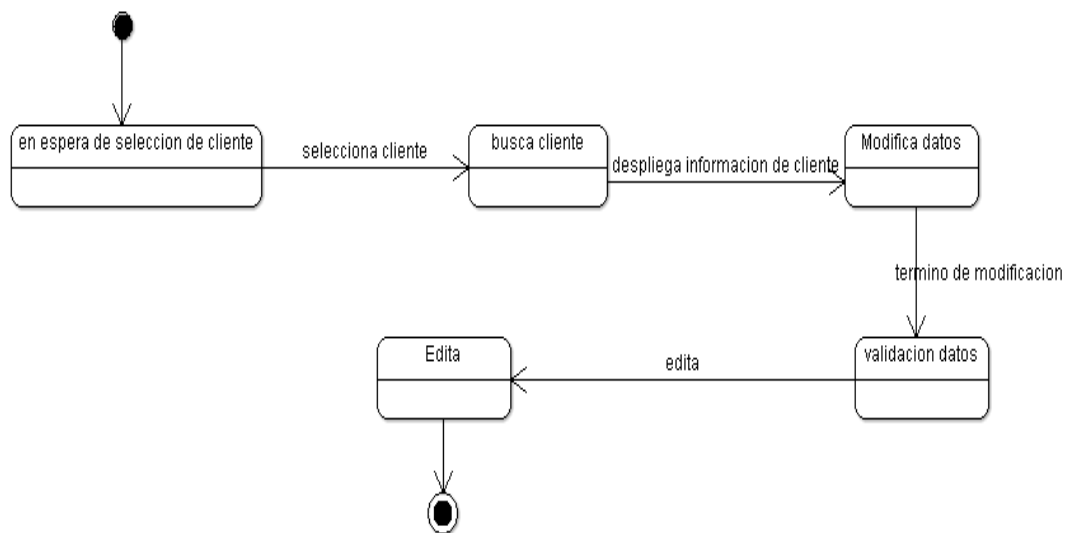 en espera de seleccion de cliente
selecciona cliente
busca cliente
despliega informacion de cliente
Modifica datos
termino de modificacion
validacion datos
edita
Edita